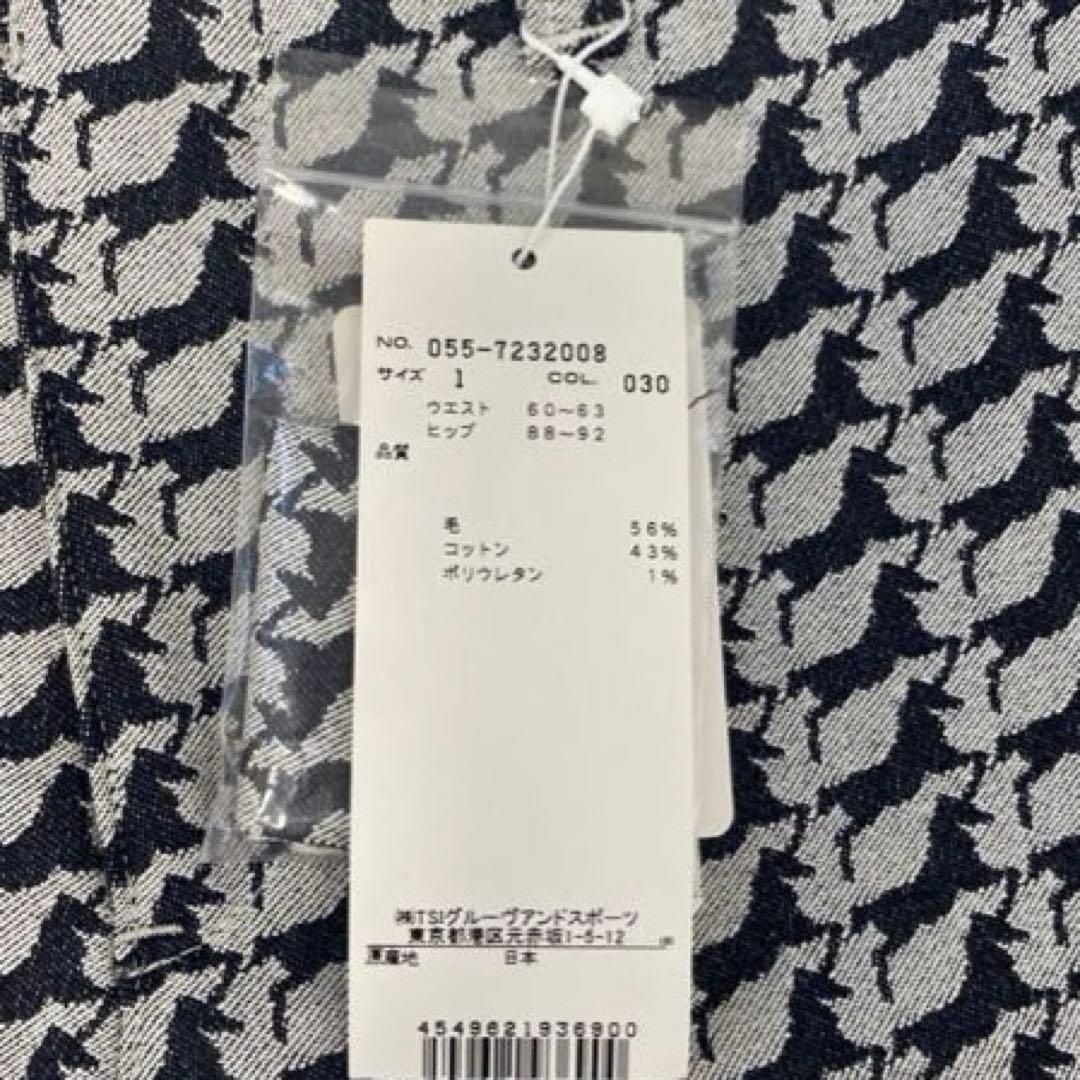 NO. 055-7232008
サイズ 1 COL. 030
ウエスト 60~63
ヒップ 88~92
品質
毛 56%
コットン 43%
ポリウレタン 1%
㈱TSIグルーヴアンドスポーツ
東京都港区元赤坂1-5-12
原産地 日本
4549621936900